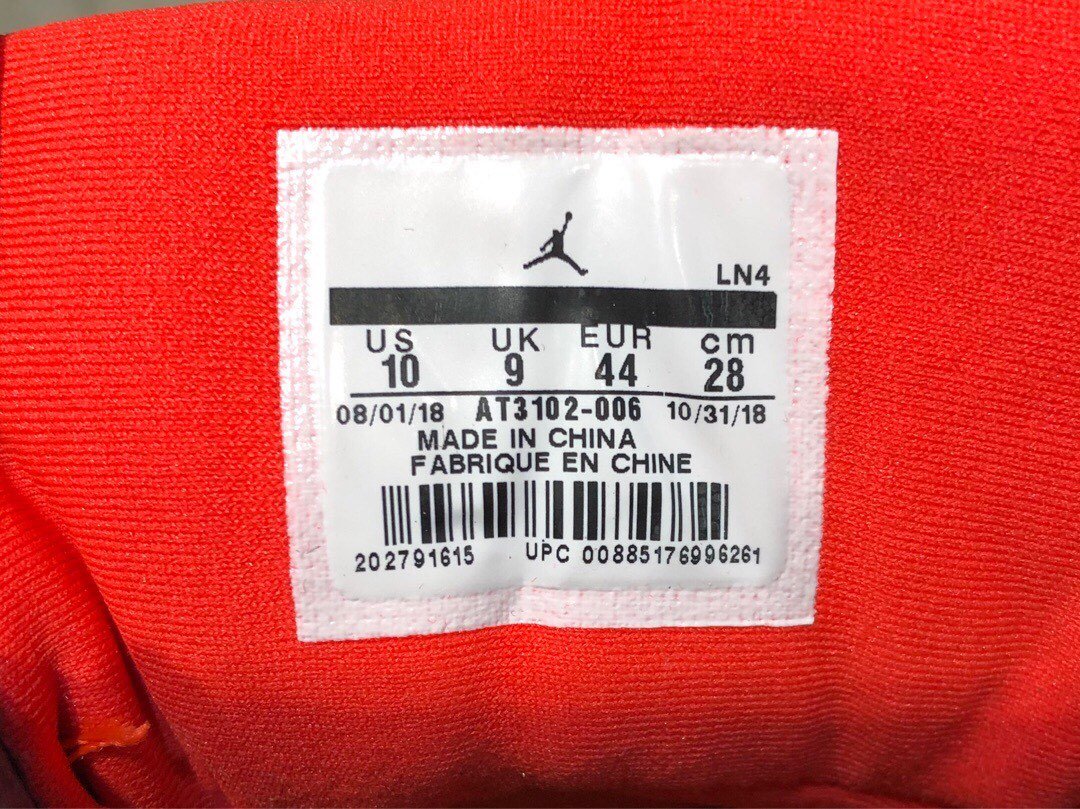 LN4
US UK EUR cm
10 9 44 28
08/01/18 AT3102-006 10/31/18
MADE IN CHINA
FABRIQUE EN CHINE
202791615 UPC 00885176996261